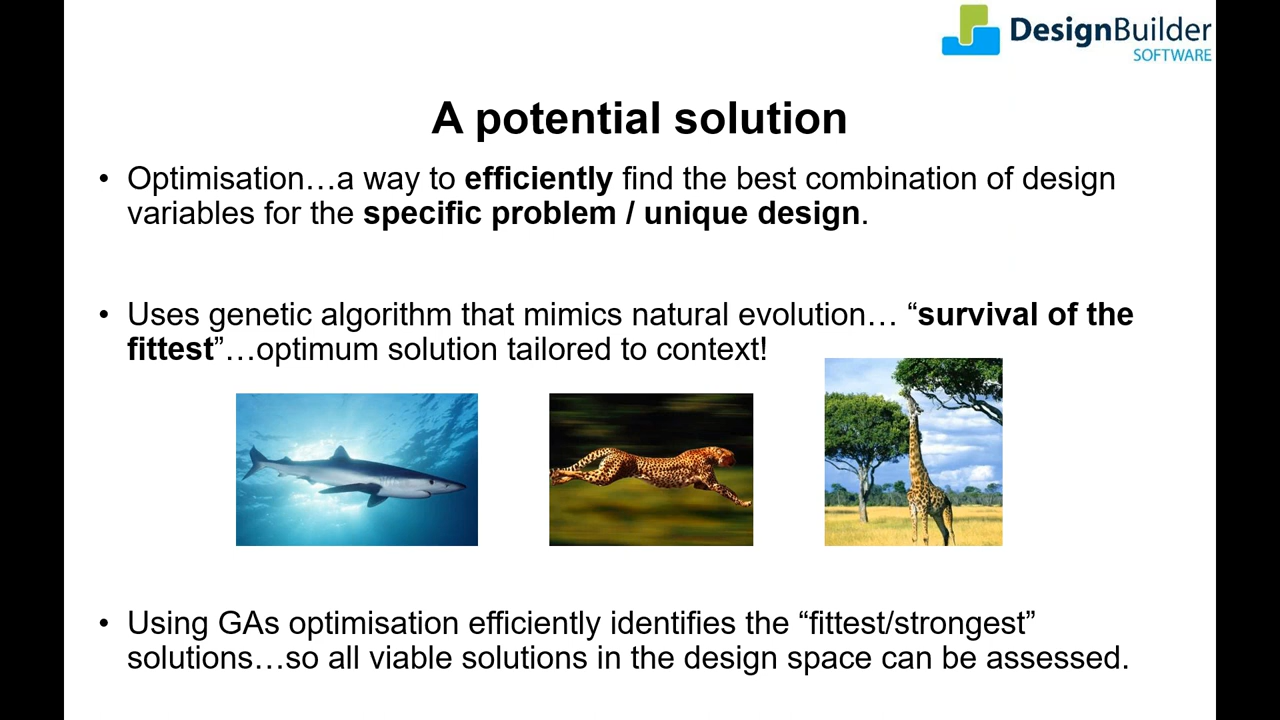 DesignBuilder
SOFTWARE
A potential solution
• Optimisation…a way to efficiently find the best combination of design
variables for the specific problem / unique design.
• Uses genetic algorithm that mimics natural evolution… “survival of the
fittest”…optimum solution tailored to context!
• Using GAs optimisation efficiently identifies the “fittest/strongest”
solutions…so all viable solutions in the design space can be assessed.